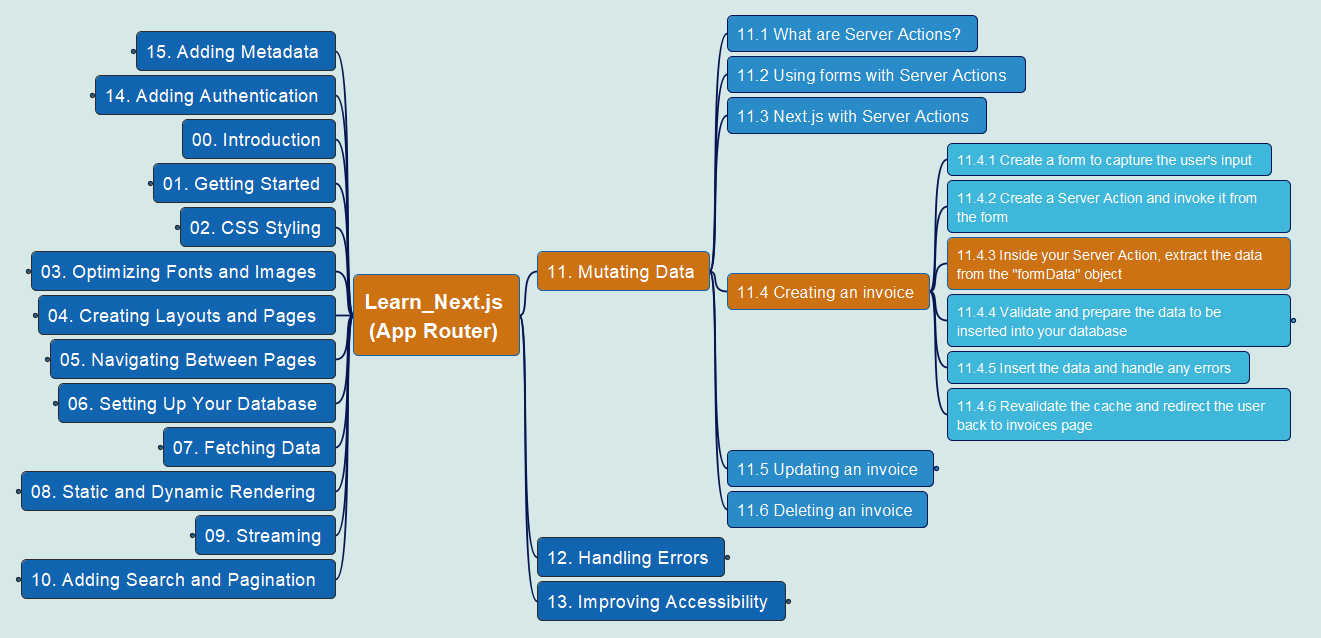 15. Adding Metadata
14. Adding Authentication
00. Introduction
01. Getting Started
02. CSS Styling
03. Optimizing Fonts and Images
04. Creating Layouts and Pages
05. Navigating Between Pages
06. Setting Up Your Database
07. Fetching Data
08. Static and Dynamic Rendering
09. Streaming
10. Adding Search and Pagination
Learn_Next.js
(App Router)
11. Mutating Data
11.1 What are Server Actions?
11.2 Using forms with Server Actions
11.3 Next.js with Server Actions
11.4 Creating an invoice
11.4.1 Create a form to capture the user's input
11.4.2 Create a Server Action and invoke it from
the form
11.4.3 Inside your Server Action, extract the data
from the "formData" object
11.4.4 Validate and prepare the data to be
inserted into your database
11.4.5 Insert the data and handle any errors
11.4.6 Revalidate the cache and redirect the user
back to invoices page
11.5 Updating an invoice
11.6 Deleting an invoice
12. Handling Errors
13. Improving Accessibility